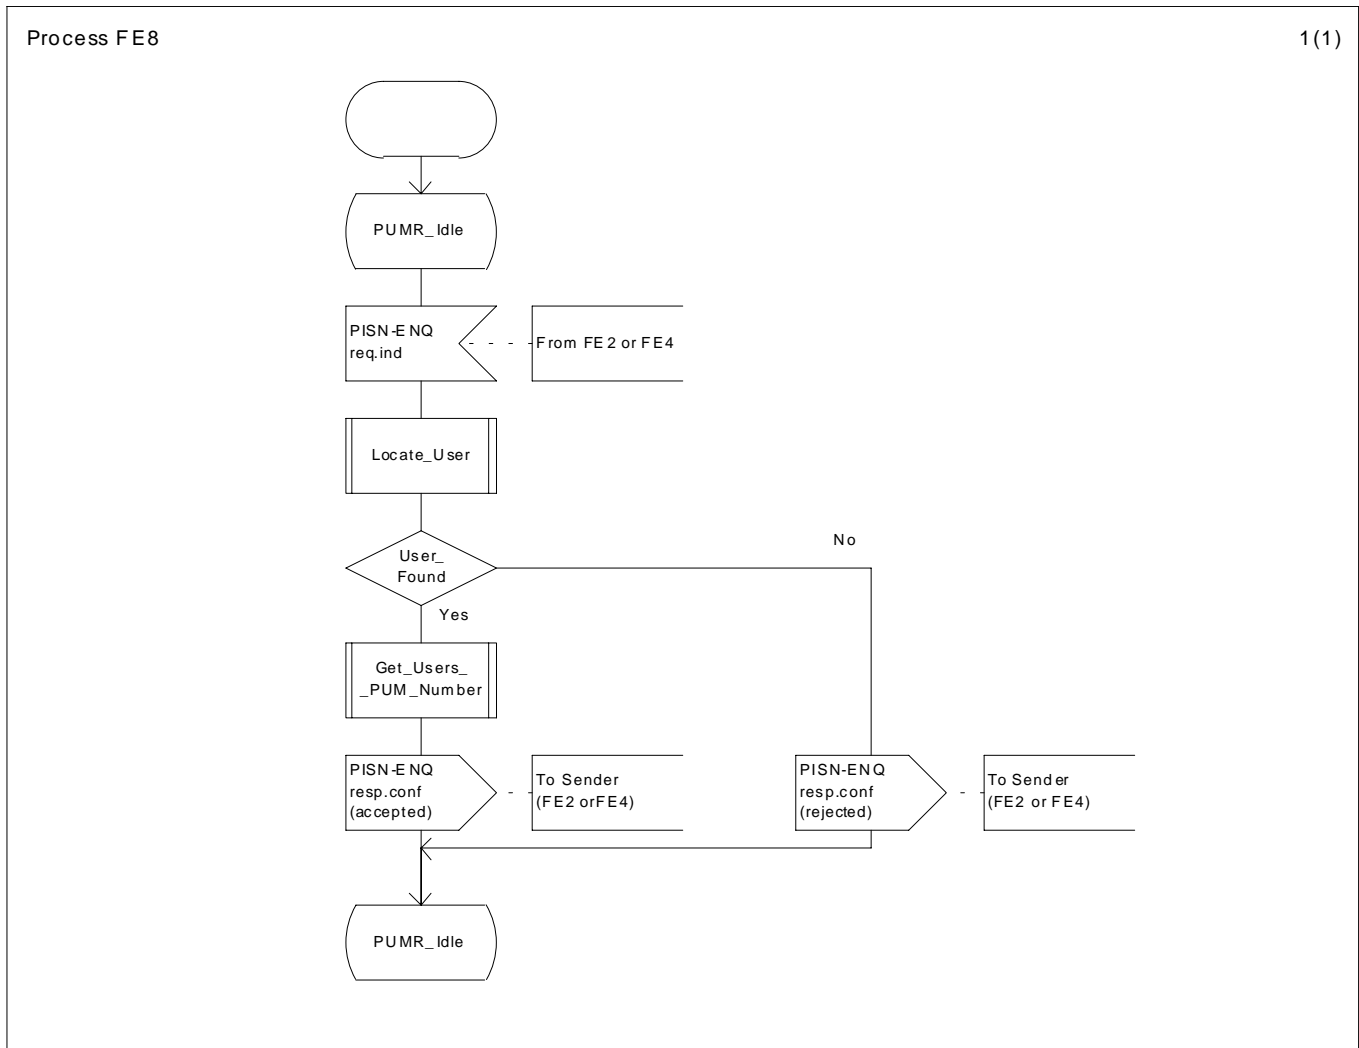 Process FE8
1(1)
PUMR_Idle
PISN-ENQ
req.ind
From FE2 or FE4
Locate_User
User_
Found
No
Yes
Get_Users_
_PUM_Number
PISN-ENQ
resp.conf
(accepted)
To Sender
(FE2 orFE4)
PISN-ENQ
resp.conf
(rejected)
To Sender
(FE2 or FE4)
PUMR_Idle